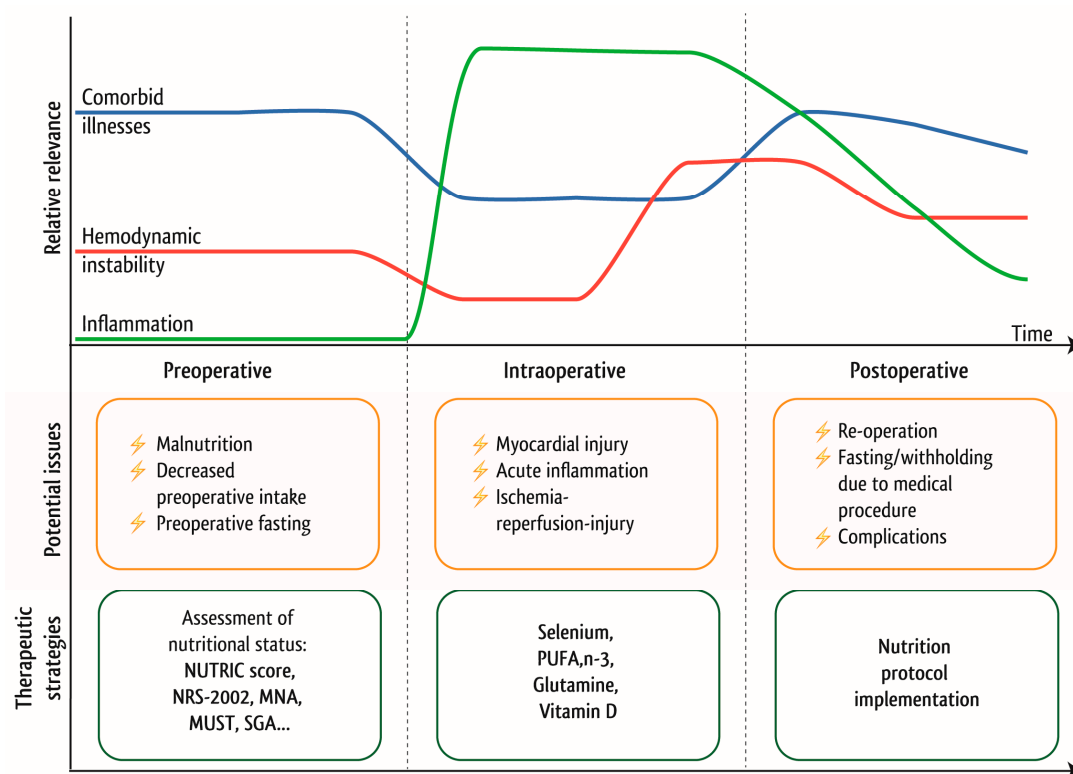 Relative relevance
Comorbid
illnesses
Hemodynamic
instability
Inflammation
Time
Preoperative
Intraoperative
Postoperative
Potential issues
Malnutrition
Decreased
preoperative intake
Preoperative fasting
Myocardial injury
Acute inflammation
Ischemia-
reperfusion-injury
Re-operation
Fasting/withholding
due to medical
procedure
Complications
Therapeutic
strategies
Assessment of
nutritional status:
NUTRIC score,
NRS-2002, MNA,
MUST, SGA...
Selenium,
PUFA,n-3,
Glutamine,
Vitamin D
Nutrition
protocol
implementation